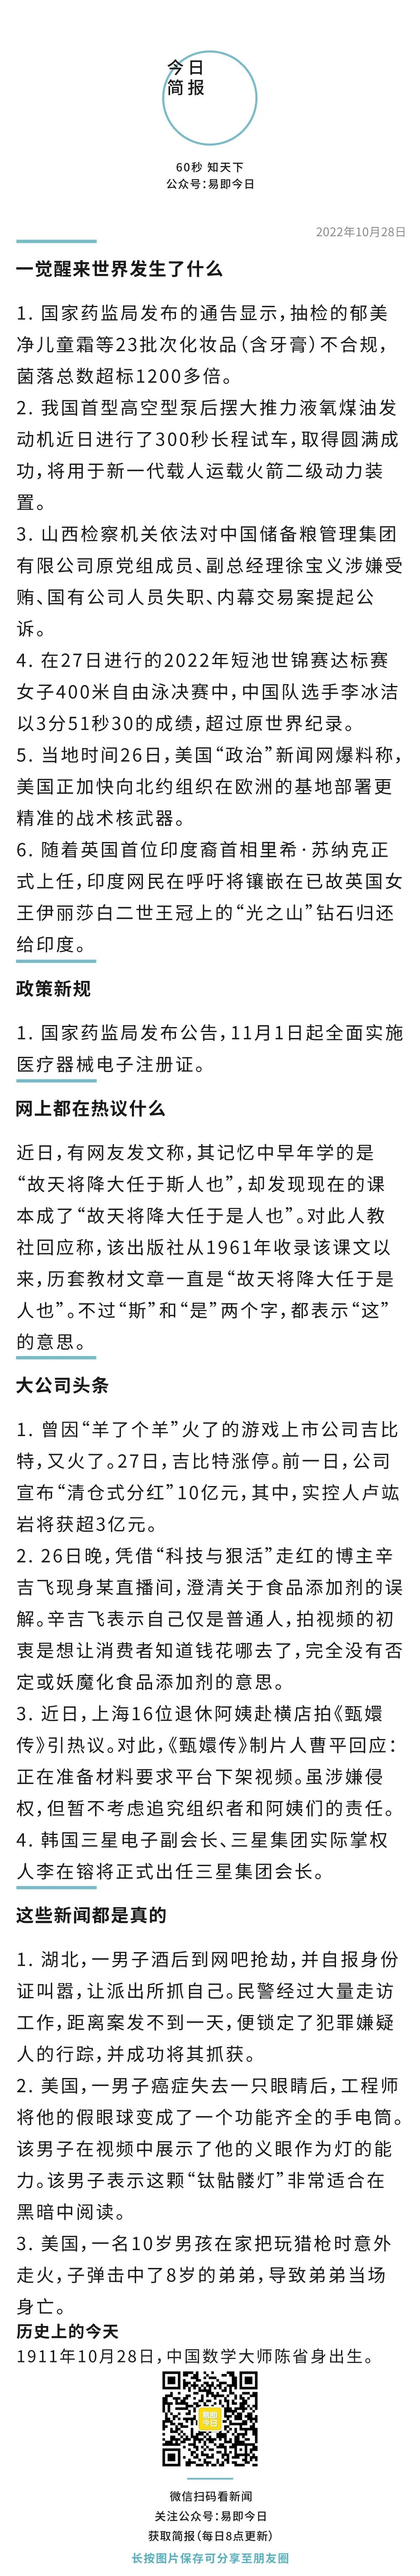 今日
简报
60秒 知天下
公众号:易即今日
2022年10月28日
一觉醒来世界发生了什么
1. 国家药监局发布的通告显示,抽检的郁美
净儿童霜等23批次化妆品(含牙膏)不合规,
菌落总数超标1200多倍。
2. 我国首型高空型泵后摆大推力液氧煤油发
动机近日进行了300秒长程试车,取得圆满成
功,将用于新一代载人运载火箭二级动力装
置。
3. 山西检察机关依法对中国储备粮管理集团
有限公司原党组成员、副总经理徐宝义涉嫌受
贿、国有公司人员失职、内幕交易案提起公
诉。
4. 在27日进行的2022年短池世锦赛达标赛
女子400米自由泳决赛中,中国队选手李冰洁
以3分51秒30的成绩,超过原世界纪录。
5. 当地时间26日,美国“政治”新闻网爆料称,
美国正加快向北约组织在欧洲的基地部署更
精准的战术核武器。
6. 随着英国首位印度裔首相里希·苏纳克正
式上任,印度网民在呼吁将镶嵌在已故英国女
王伊丽莎白二世王冠上的“光之山”钻石归还
给印度。
政策新规
1. 国家药监局发布公告,11月1日起全面实施
医疗器械电子注册证。
网上都在热议什么
近日,有网友发文称,其记忆中早年学的是
“故天将降大任于斯人也”,却发现现在的课
本成了“故天将降大任于是人也”。对此人教
社回应称,该出版社从1961年收录该课文以
来,历套教材文章一直是“故天将降大任于是
人也”。不过“斯”和“是”两个字,都表示“这”
的意思。
大公司头条
1. 曾因“羊了个羊”火了的游戏上市公司吉比
特,又火了。27日,吉比特涨停。前一日,公司
宣布“清仓式分红”10亿元,其中,实控人卢竑
岩将获超3亿元。
2. 26日晚,凭借“科技与狠活”走红的博主辛
吉飞现身某直播间,澄清关于食品添加剂的误
解。辛吉飞表示自己仅是普通人,拍视频的初
衷是想让消费者知道钱花哪去了,完全没有否
定或妖魔化食品添加剂的意思。
3. 近日,上海16位退休阿姨赴横店拍《甄嬛
传》引热议。对此,《甄嬛传》制片人曹平回应:
正在准备材料要求平台下架视频。虽涉嫌侵
权,但暂不考虑追究组织者和阿姨们的责任。
4. 韩国三星电子副会长、三星集团实际掌权
人李在镕将正式出任三星集团会长。
这些新闻都是真的
1. 湖北,一男子酒后到网吧抢劫,并自报身份
证叫嚣,让派出所抓自己。民警经过大量走访
工作,距离案发不到一天,便锁定了犯罪嫌疑
人的行踪,并成功将其抓获。
2. 美国,一男子癌症失去一只眼睛后,工程师
将他的假眼球变成了一个功能齐全的手电筒。
该男子在视频中展示了他的义眼作为灯的能
力。该男子表示这颗“钛骷髅灯”非常适合在
黑暗中阅读。
3. 美国,一名10岁男孩在家把玩猎枪时意外
走火,子弹击中了8岁的弟弟,导致弟弟当场
身亡。
历史上的今天
1911年10月28日,中国数学大师陈省身出生。
易即
今日
微信扫码看新闻
关注公众号:易即今日
获取简报(每日8点更新)
长按图片保存可分享至朋友圈